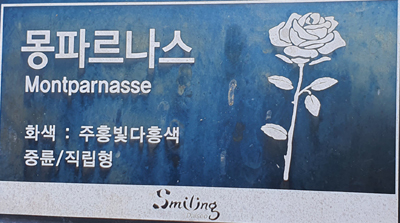 몽파르나스
Montparnasse
화색 : 주홍빛다홍색
중륜/직립형
Smiling